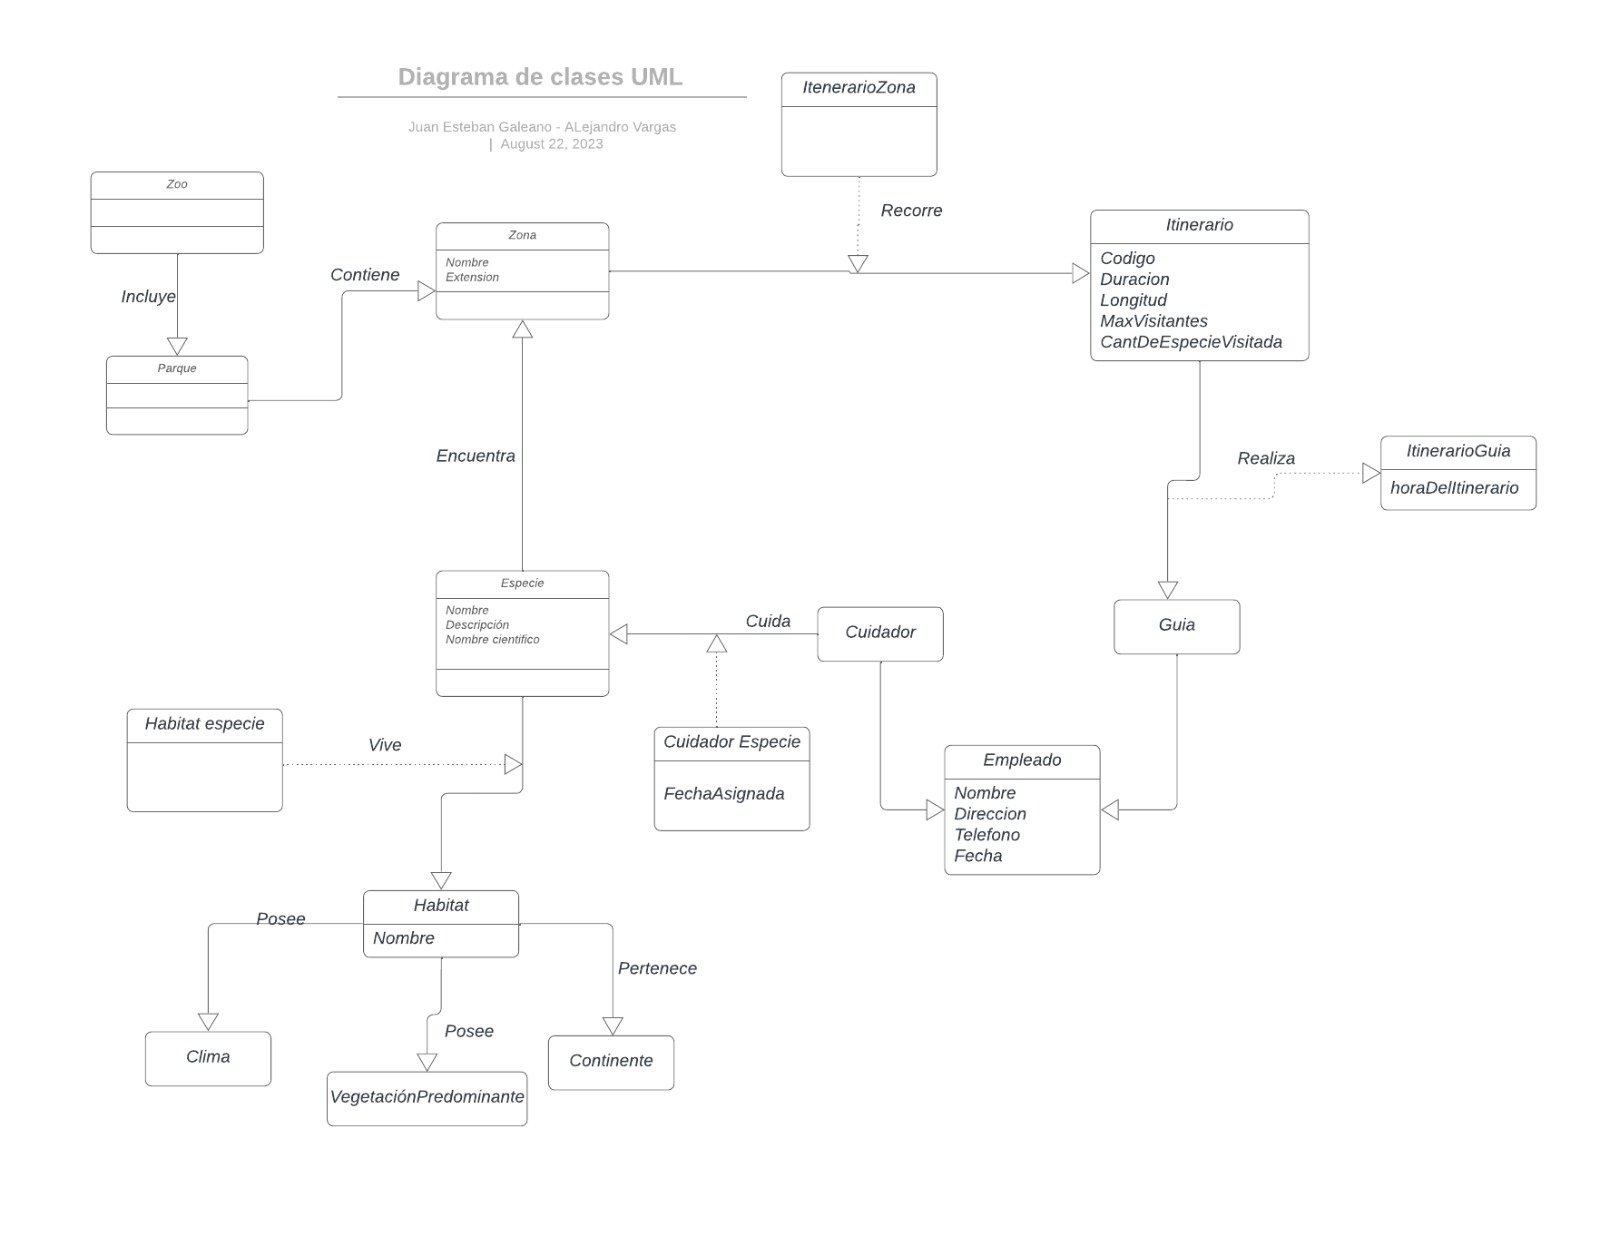 Diagrama de clases UML
Juan Esteban Galeano - ALejandro Vargas
| August 22, 2023
ItenerarioZona
Recorre
Zoo
Incluye
Parque
Contiene
Zona
Nombre
Extension
Itinerario
Codigo
Duracion
Longitud
MaxVisitantes
CantDeEspecieVisitada
Realiza
ItinerarioGuia
horaDelItinerario
Encuentra
Especie
Nombre
Descripción
Nombre cientifico
Cuida
Cuidador
Guia
Habitat especie
Vive
Cuidador Especie
FechaAsignada
Empleado
Nombre
Direccion
Telefono
Fecha
Habitat
Nombre
Posee
Pertenece
Posee
Clima
VegetaciónPredominante
Continente